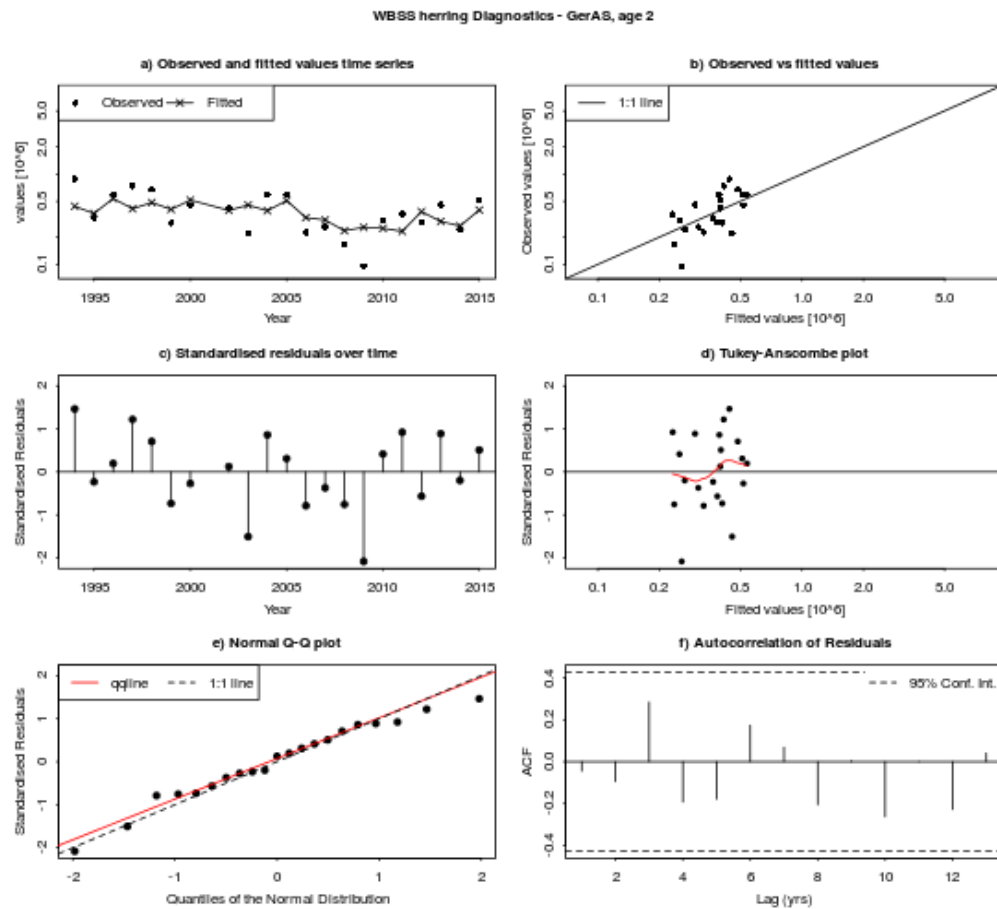 WBSS herring Diagnostics - GerAS, age 2
a) Observed and fitted values time series
Observed Fitted
values [10^6]
5.0
2.0
0.5
0.1
1995 2000 2005 2010 2015
Year
b) Observed vs fitted values
1:1 line
Observed values [10^6]
5.0
2.0
0.5
0.1
0.1 0.2 0.5 1.0 2.0 5.0
Fitted values [10^6]
c) Standardised residuals over time
Standardised Residuals
2
1
0
-1
-2
1995 2000 2005 2010 2015
Year
d) Tukey-Anscombe plot
Standardised Residuals
2
1
0
-1
-2
0.1 0.2 0.5 1.0 2.0 5.0
Fitted values [10^6]
e) Normal Q-Q plot
qqline 1:1 line
Standardised Residuals
2
1
0
-1
-2
-2 -1 0 1 2
Quantiles of the Normal Distribution
f) Autocorrelation of Residuals
95% Conf. Int.
ACF
0.4
0.2
0.0
-0.2
-0.4
2 4 6 8 10 12
Lag (yrs)